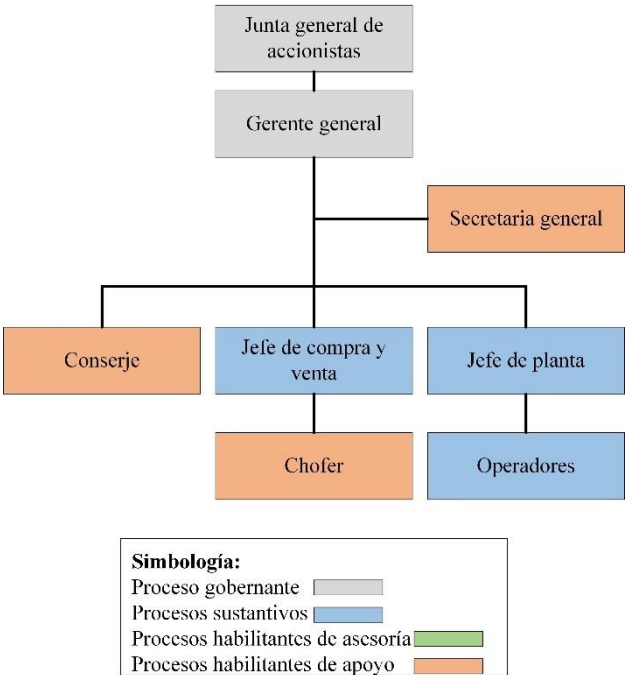 Junta general de
accionistas
Gerente general
Secretaria general
Conserje
Jefe de compra y
venta
Jefe de planta
Chofer
Operadores
Simbología:
Proceso gobernante
Procesos sustantivos
Procesos habilitantes de asesoría
Procesos habilitantes de apoyo